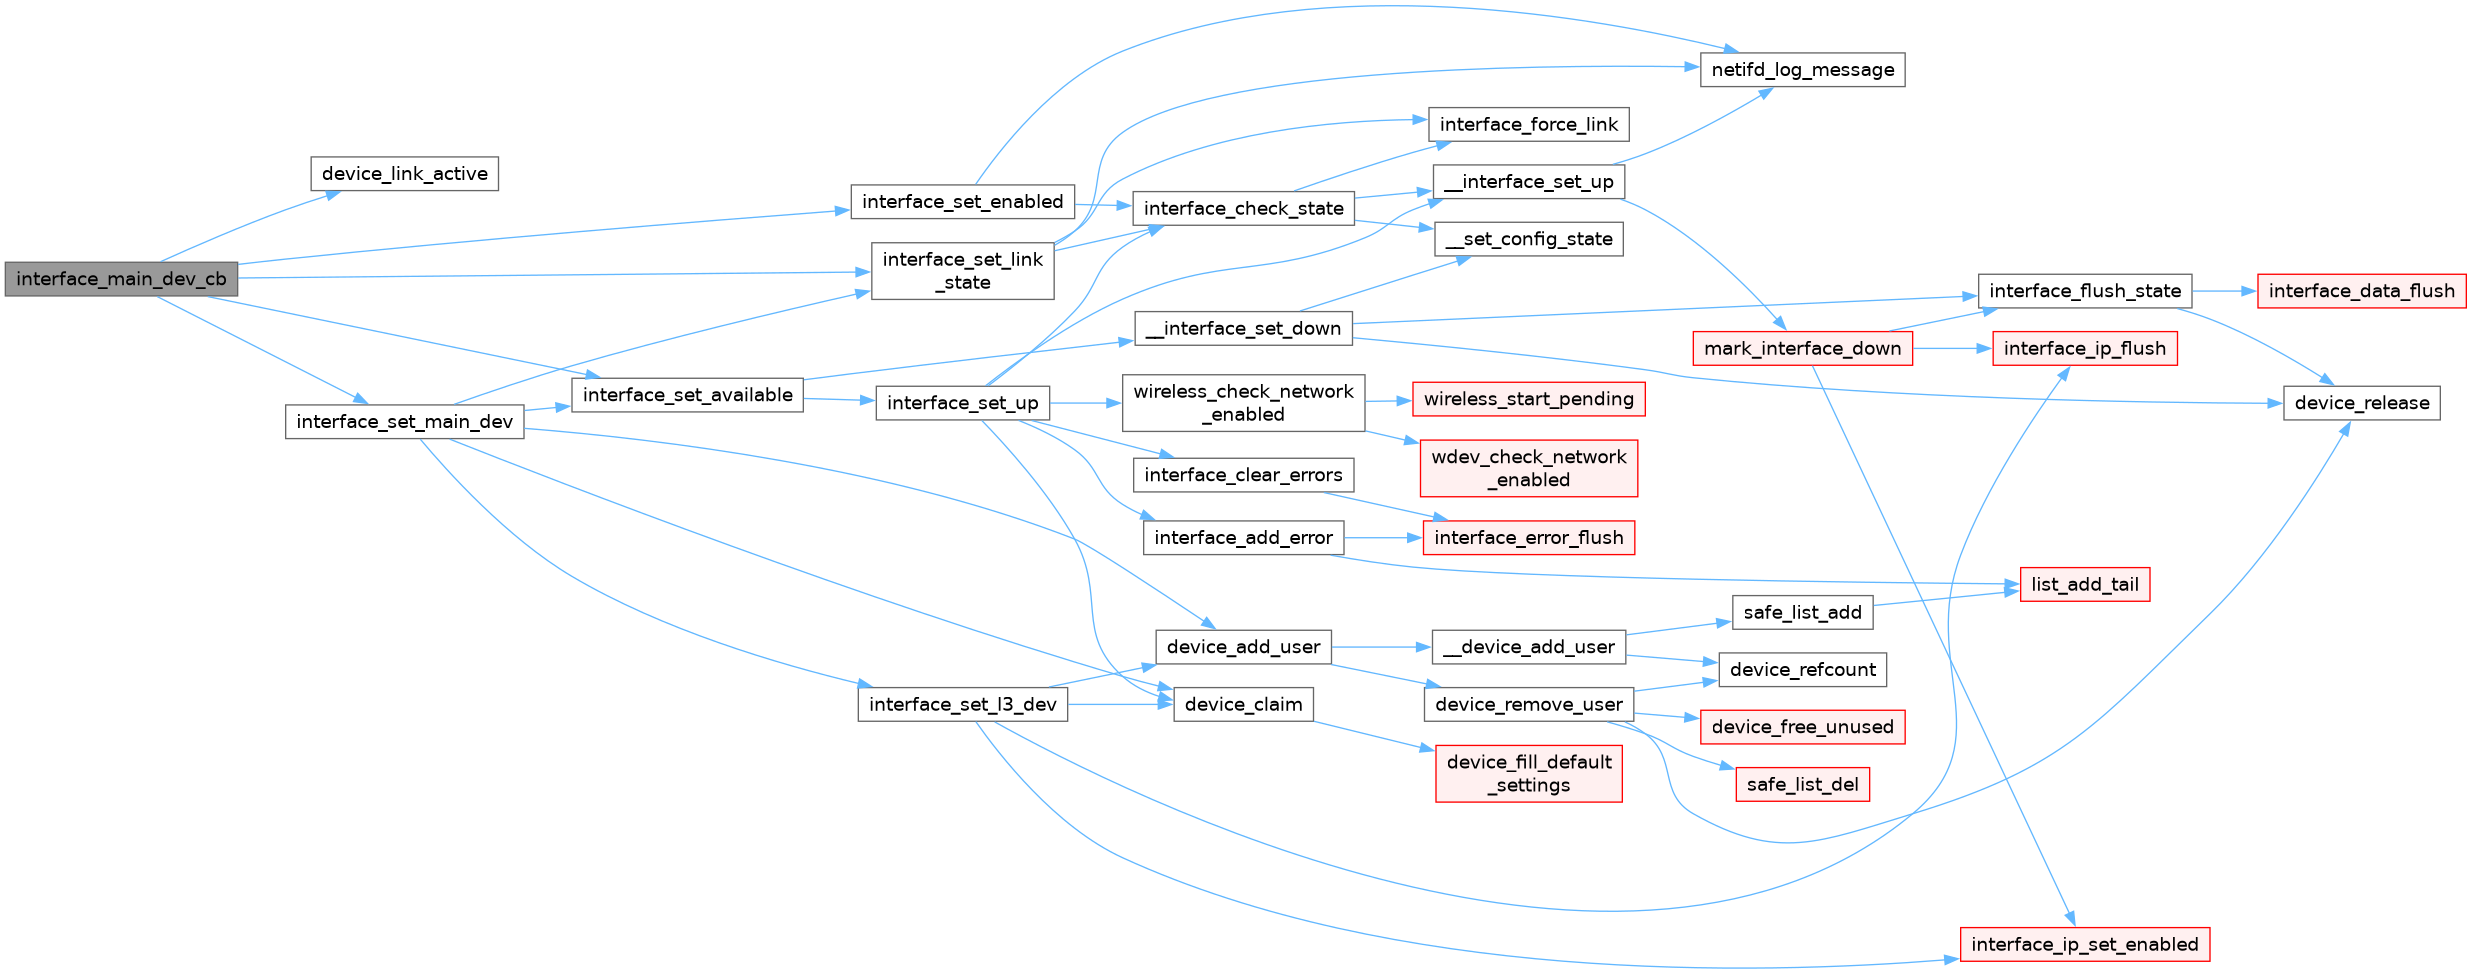 interface_main_dev_cb
device_link_active
interface_set_main_dev
interface_set_available
interface_set_enabled
interface_set_link
_state
interface_set_up
interface_set_l3_dev
interface_check_state
__interface_set_down
wireless_check_network
_enabled
interface_clear_errors
interface_add_error
device_add_user
device_claim
interface_force_link
__interface_set_up
__set_config_state
wireless_start_pending
wdev_check_network
_enabled
interface_error_flush
__device_add_user
device_remove_user
device_fill_default
_settings
netifd_log_message
mark_interface_down
safe_list_add
device_refcount
device_free_unused
safe_list_del
interface_flush_state
interface_ip_flush
list_add_tail
interface_ip_set_enabled
interface_data_flush
device_release